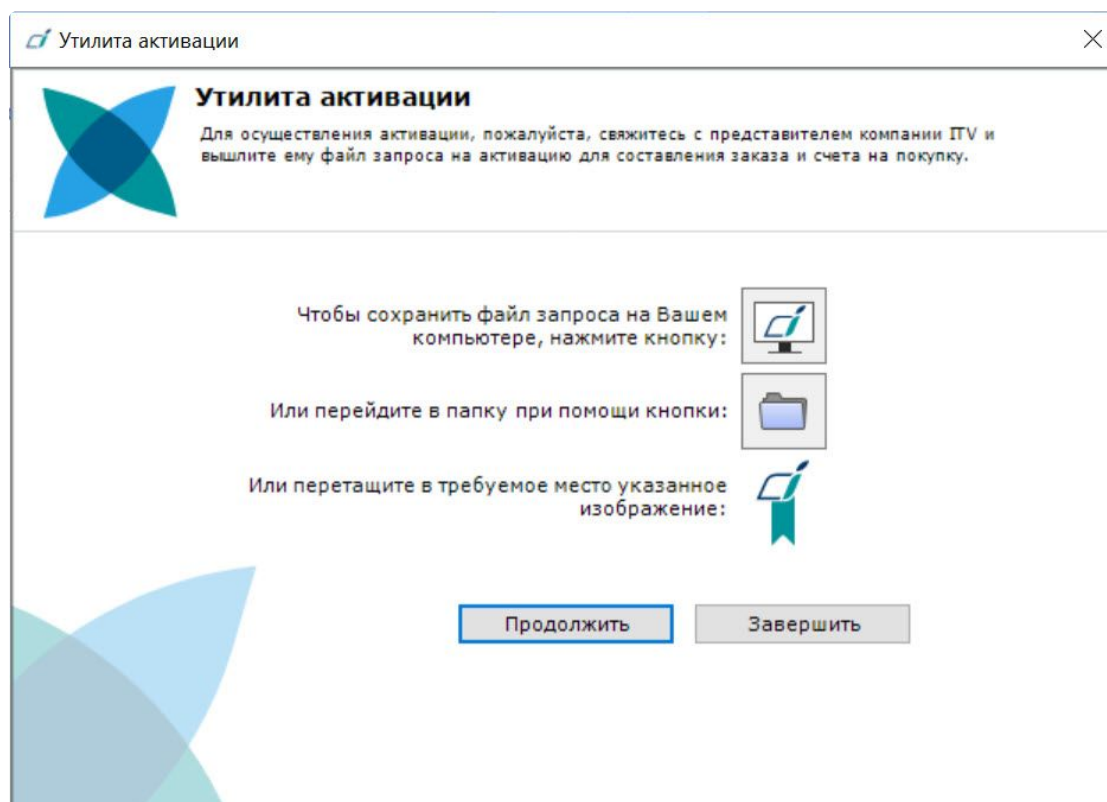 Утилита активации
Утилита активации
Для осуществления активации, пожалуйста, свяжитесь с представителем компании ITV и
вышлите ему файл запроса на активацию для составления заказа и счета на покупку.
Чтобы сохранить файл запроса на Вашем
компьютере, нажмите кнопку:
Или перейдите в папку при помощи кнопки:
Или перетащите в требуемое место указанное
изображение:
Продолжить
Завершить